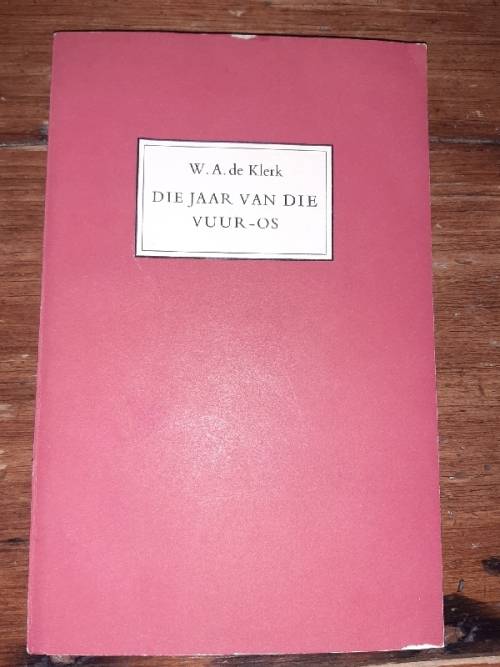 W. A. de Klerk
DIE JAAR VAN DIE
VUUR-OS